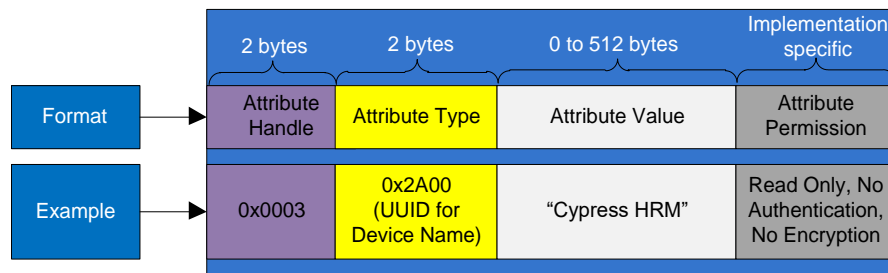 2 bytes
2 bytes
0 to 512 bytes
Implementation
specific
Format
Attribute
Handle
Attribute Type
Attribute Value
Attribute
Permission
Example
0x0003
0x2A00
(UUID for
Device Name)
“Cypress HRM”
Read Only, No
Authentication,
No Encryption